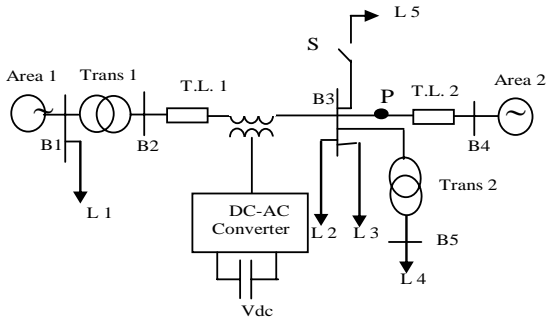 L 5
S
Area 1
Trans 1
T.L. 1
B3
P
T.L. 2
Area 2
B1
B2
B4
L 1
DC-AC
Converter
L 2
L 3
Trans 2
B5
L 4
Vdc